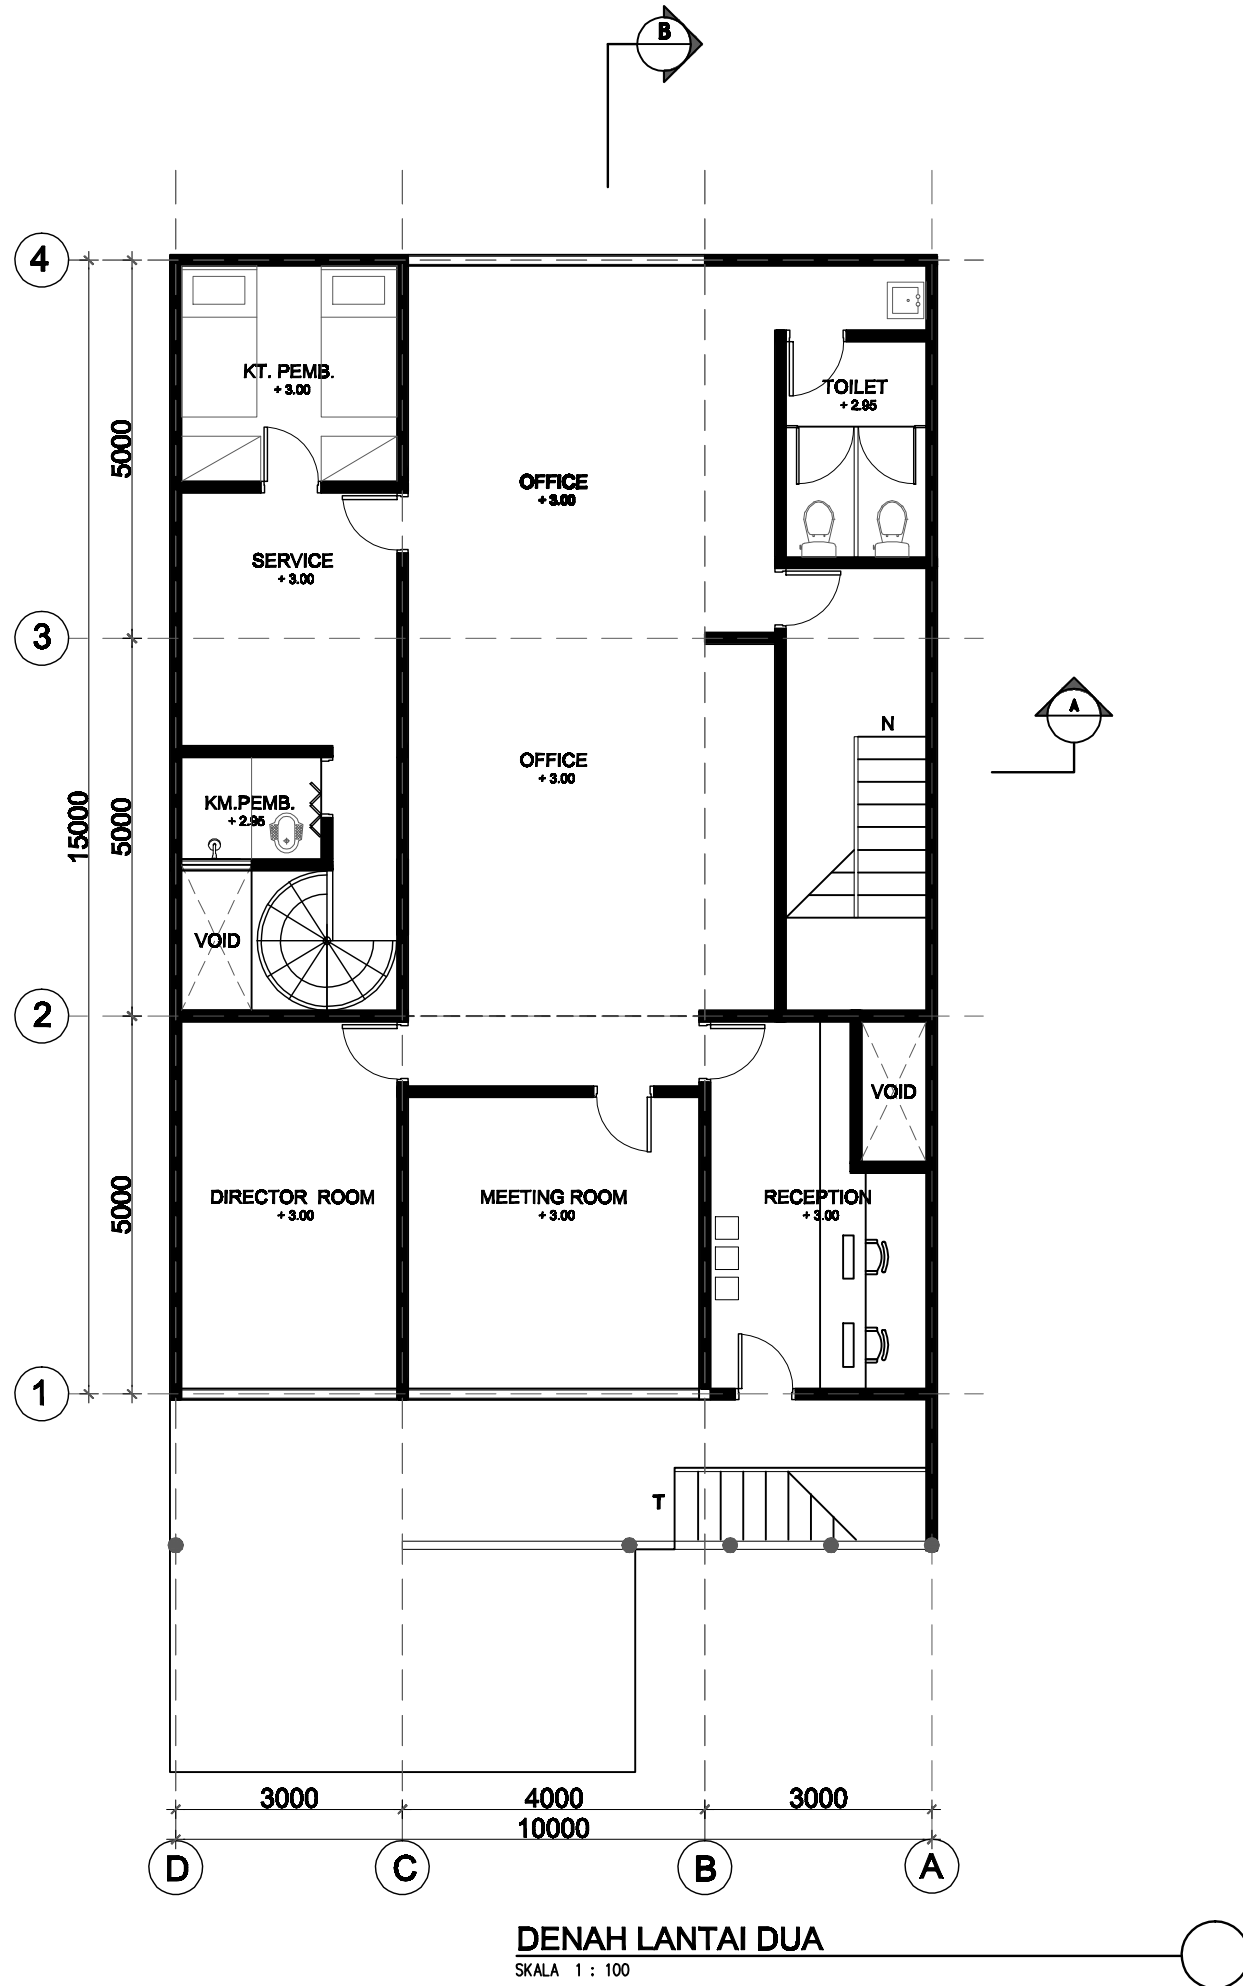 B
4
KT. PEMB.
+ 3.00
TOILET
+ 2.95
5000
OFFICE
+ 3.00
SERVICE
+ 3.00
3
A
N
OFFICE
+ 3.00
KM.PEMB.
+ 2.95
15000
5000
VOID
2
VOID
5000
DIRECTOR ROOM
+ 3.00
MEETING ROOM
+ 3.00
RECEPTION
+ 3.00
1
T
3000
4000
3000
10000
D
C
B
A
DENAH LANTAI DUA
SKALA 1 : 100